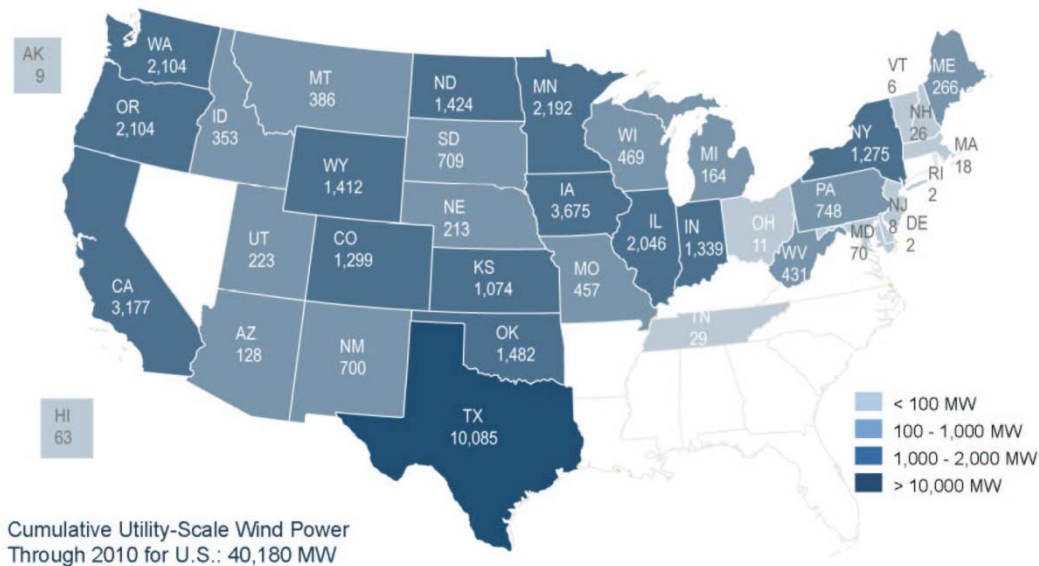 WA
2,104
AK
9
MT
386
ND
1,424
MN
2,192
VT
6
ME
266
OR
2,104
ID
353
SD
709
WI
469
MI
164
NY
1,275
NH
26
MA
18
WY
1,412
RI
2
IA
3,675
NE
213
PA
748
NJ
8
DE
2
UT
223
CO
1,299
IL
2,046
IN
1,339
OH
11
MD
70
WV
431
CA
3,177
KS
1,074
MO
457
AZ
128
NM
700
OK
1,482
TN
29
HI
63
TX
10,085
< 100 MW
100 - 1,000 MW
1,000 - 2,000 MW
> 10,000 MW
Cumulative Utility-Scale Wind Power
Through 2010 for U.S.: 40,180 MW